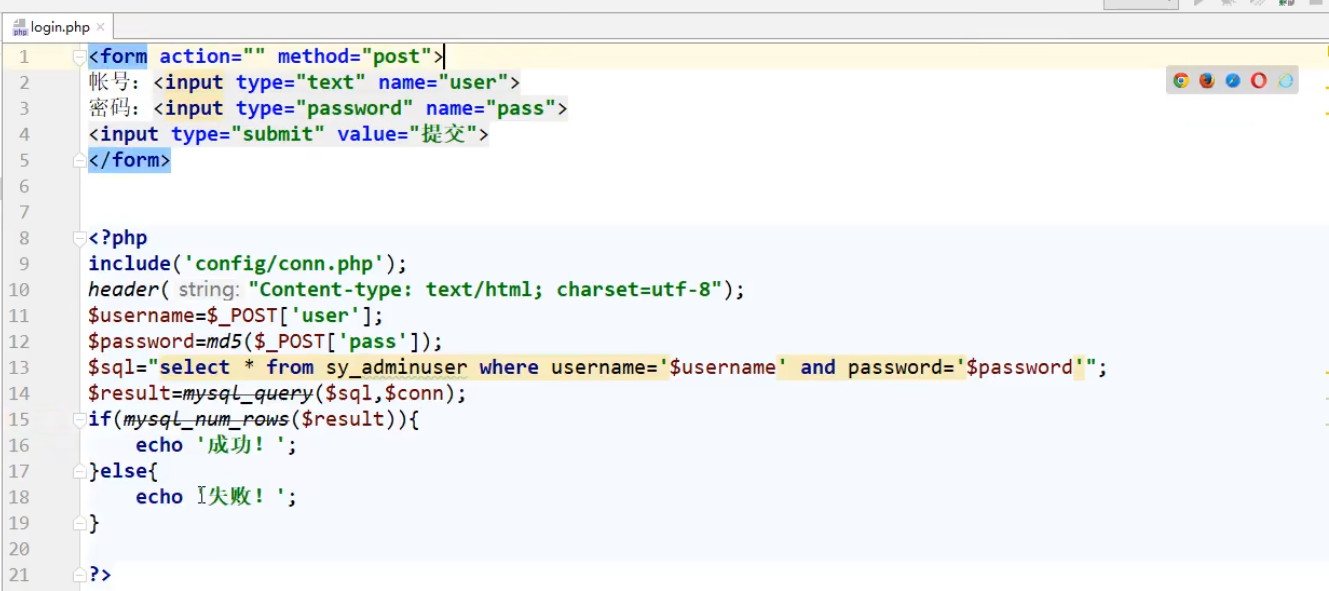 login.php
1 <form action="" method="post">
2 帐号：<input type="text" name="user">
3 密码：<input type="password" name="pass">
4 <input type="submit" value="提交">
5 </form>
6
7
8 <?php
9 include('config/conn.php');
10 header( string: "Content-type: text/html; charset=utf-8");
11 $username=$_POST['user'];
12 $password=md5($_POST['pass']);
13 $sql="select * from sy_adminuser where username='$username' and password='$password'";
14 $result=mysql_query($sql,$conn);
15 if(mysql_num_rows($result)){
16 echo '成功！';
17 }else{
18 echo '失败！';
19 }
20
21 ?>